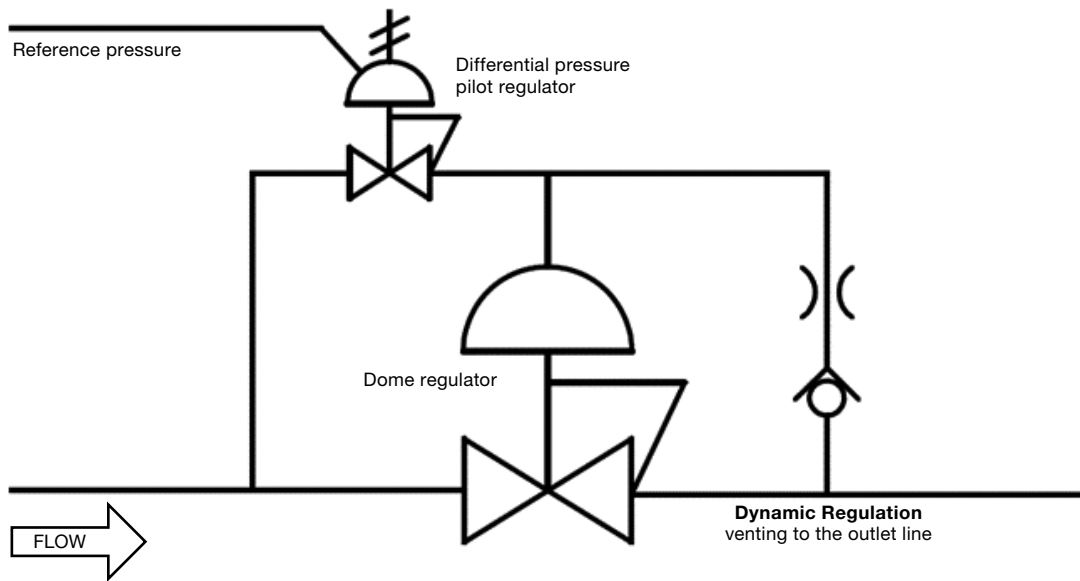 Reference pressure
Differential pressure
pilot regulator
Dome regulator
Dynamic Regulation
venting to the outlet line
FLOW